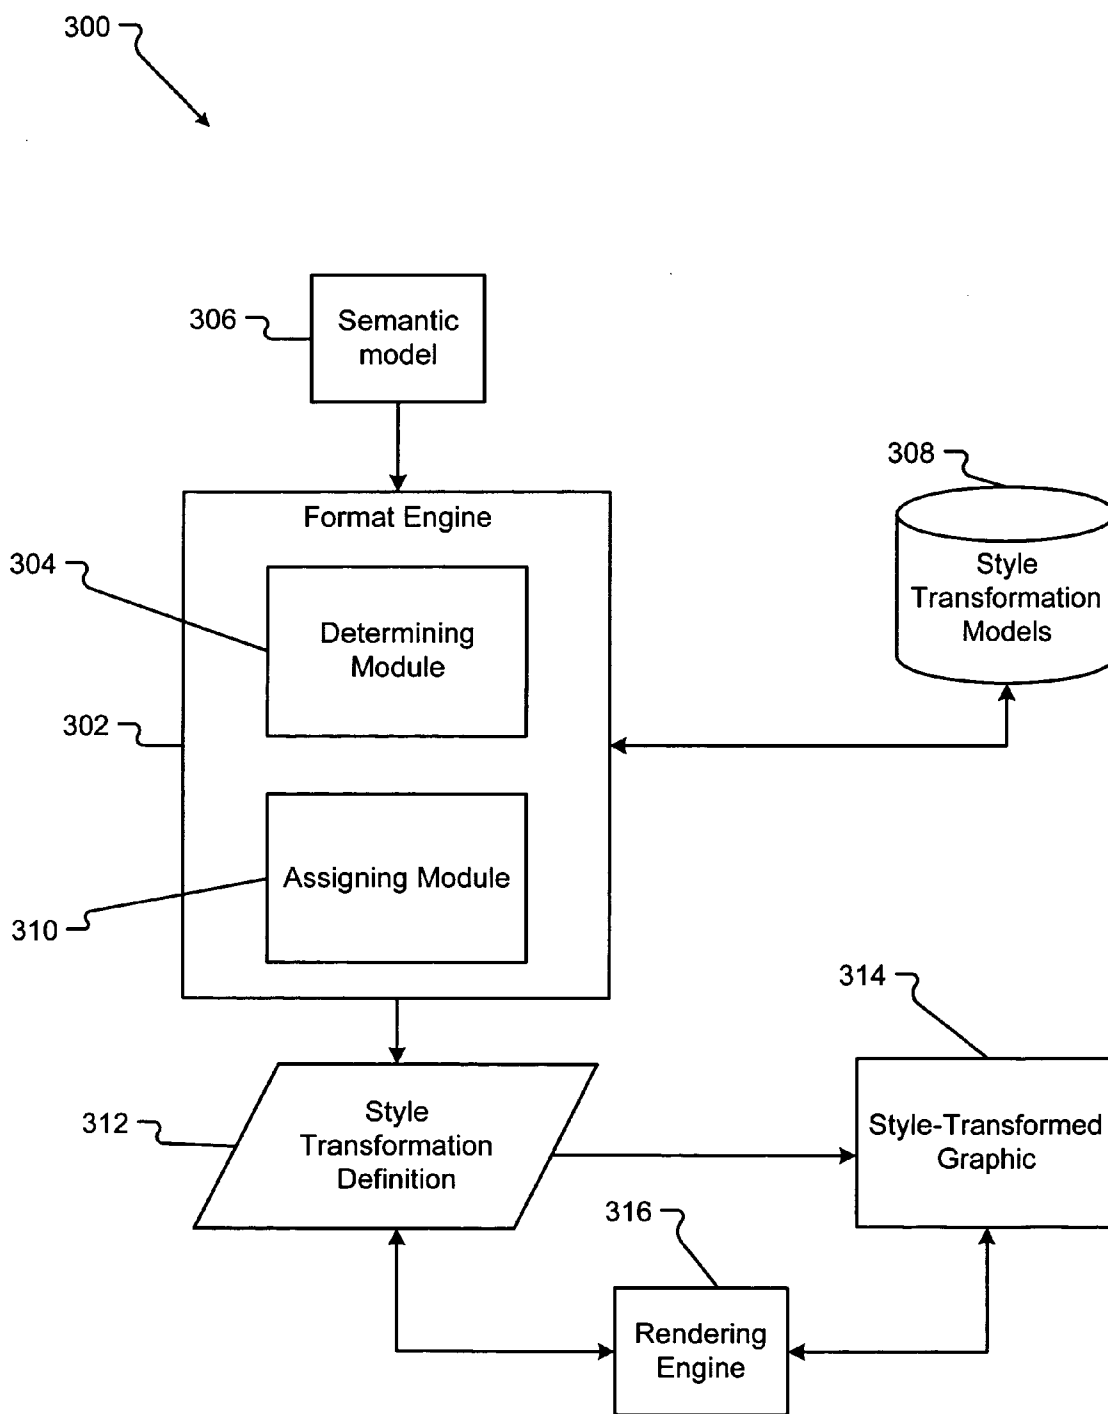 300
306
Semantic
model
308
Format Engine
Style
Transformation
Models
304
Determining
Module
302
Assigning Module
310
314
312
Style
Transformation
Definition
Style-Transformed
Graphic
316
Rendering
Engine